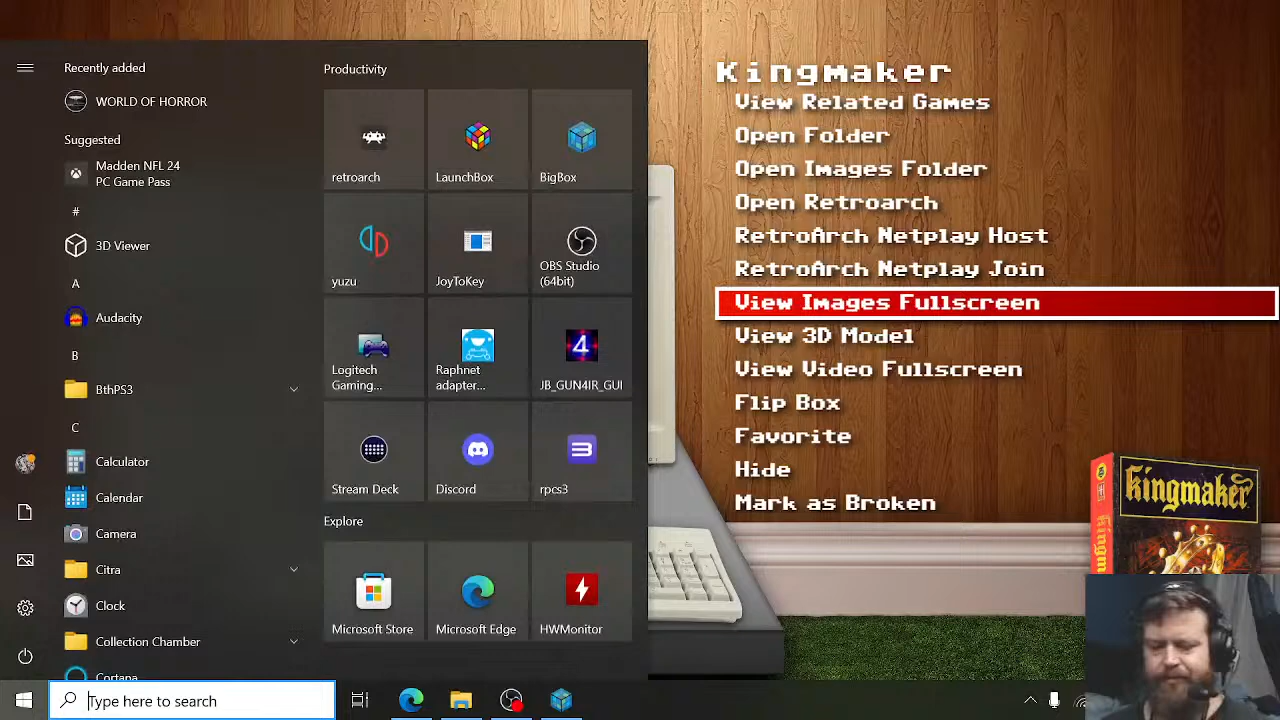 Recently added
WORLD OF HORROR
Suggested
Madden NFL 24
PC Game Pass
#
3D Viewer
A
Audacity
B
BthPS3
C
Calculator
Calendar
Camera
Citra
Clock
Collection Chamber
Cortana
Productivity
retroarch
LaunchBox
BigBox
yuzu
JoyToKey
OBS Studio
(64bit)
Logitech
Gaming...
Raphnet
adapter...
4
JB_GUN4IR_GUI
Stream Deck
Discord
rpcs3
Explore
Microsoft Store
Microsoft Edge
HWMonitor
Type here to search
Kingmaker
View Related Games
Open Folder
Open Images Folder
Open Retroarch
RetroArch Netplay Host
RetroArch Netplay Join
View Images Fullscreen
View 3D Model
View Video Fullscreen
Flip Box
Favorite
Hide
Mark as Broken
Kingmaker